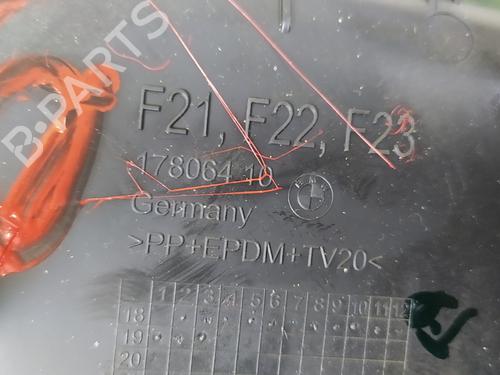 B-PARTS
F21, F22, F23
178064 10
Germany
>PP+EPDM+TV20<
1 2 3 4 5 6 7 8 9 10 11 12
18
19
20